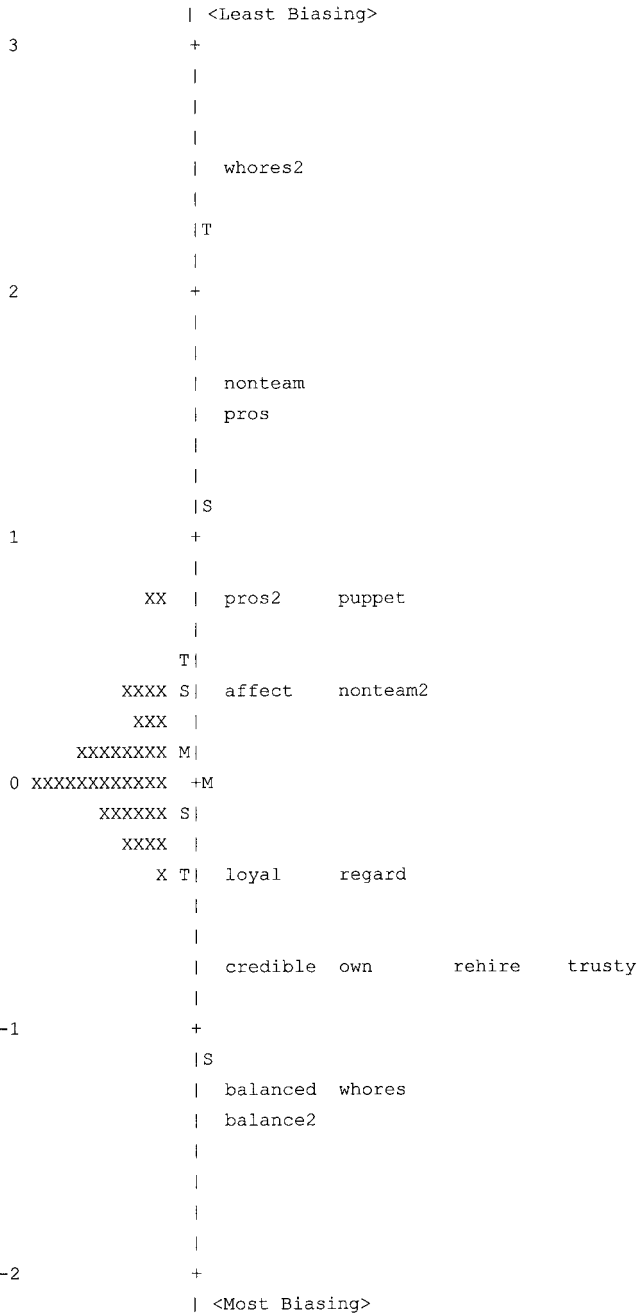 | <Least Biasing>
3 +
|
|
|
| whores2
|
|T
|
2 +
|
|
| nonteam
| pros
|
|
|S
1 +
|
XX | pros2 puppet
|
T|
XXXX S| affect nonteam2
XXX |
XXXXXXXX M|
0 XXXXXXXXXXXX +M
XXXXXX S|
XXXX |
X T| loyal regard
|
|
| credible own rehire trusty
|
-1 +
|S
| balanced whores
| balance2
|
|
|
|
-2 +
| <Most Biasing>